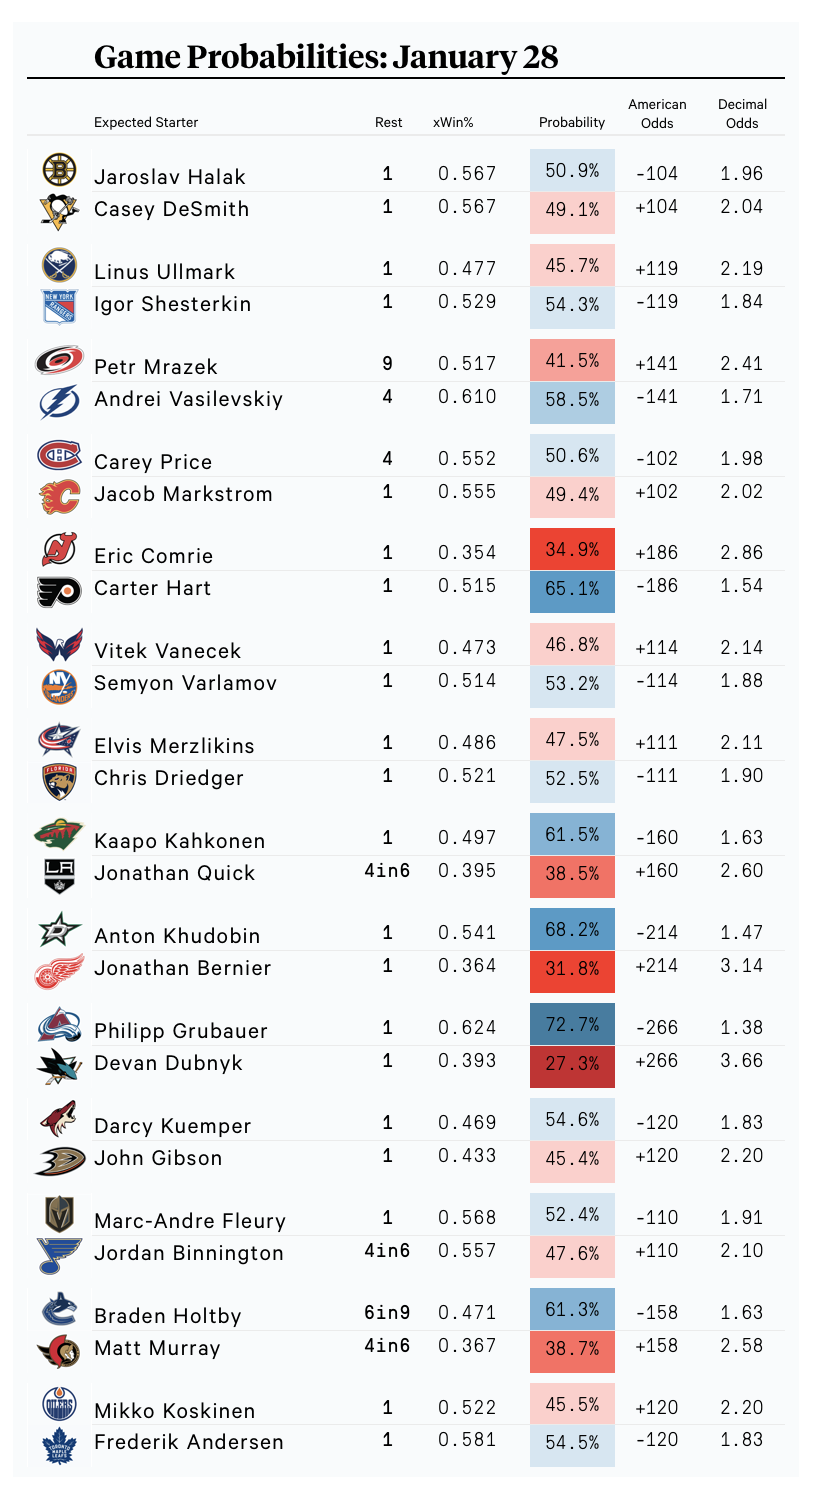 Game Probabilities: January 28
Expected Starter Rest xWin% Probability American Odds Decimal Odds
Jaroslav Halak 1 0.567 50.9% -104 1.96
Casey DeSmith 1 0.567 49.1% +104 2.04
Linus Ullmark 1 0.477 45.7% +119 2.19
NEW YORK RANGERS Igor Shesterkin 1 0.529 54.3% -119 1.84
Petr Mrazek 9 0.517 41.5% +141 2.41
Andrei Vasilevskiy 4 0.610 58.5% -141 1.71
Carey Price 4 0.552 50.6% -102 1.98
Jacob Markstrom 1 0.555 49.4% +102 2.02
Eric Comrie 1 0.354 34.9% +186 2.86
Carter Hart 1 0.515 65.1% -186 1.54
Vitek Vanecek 1 0.473 46.8% +114 2.14
NY Semyon Varlamov 1 0.514 53.2% -114 1.88
Elvis Merzlikins 1 0.486 47.5% +111 2.11
FLORIDA Chris Driedger 1 0.521 52.5% -111 1.90
Kaapo Kahkonen 1 0.497 61.5% -160 1.63
LA Jonathan Quick 4in6 0.395 38.5% +160 2.60
Anton Khudobin 1 0.541 68.2% -214 1.47
Jonathan Bernier 1 0.364 31.8% +214 3.14
Philipp Grubauer 1 0.624 72.7% -266 1.38
Devan Dubnyk 1 0.393 27.3% +266 3.66
Darcy Kuemper 1 0.469 54.6% -120 1.83
John Gibson 1 0.433 45.4% +120 2.20
Marc-Andre Fleury 1 0.568 52.4% -110 1.91
Jordan Binnington 4in6 0.557 47.6% +110 2.10
Braden Holtby 6in9 0.471 61.3% -158 1.63
Matt Murray 4in6 0.367 38.7% +158 2.58
OILERS Mikko Koskinen 1 0.522 45.5% +120 2.20
TORONTO MAPLE LEAFS Frederik Andersen 1 0.581 54.5% -120 1.83